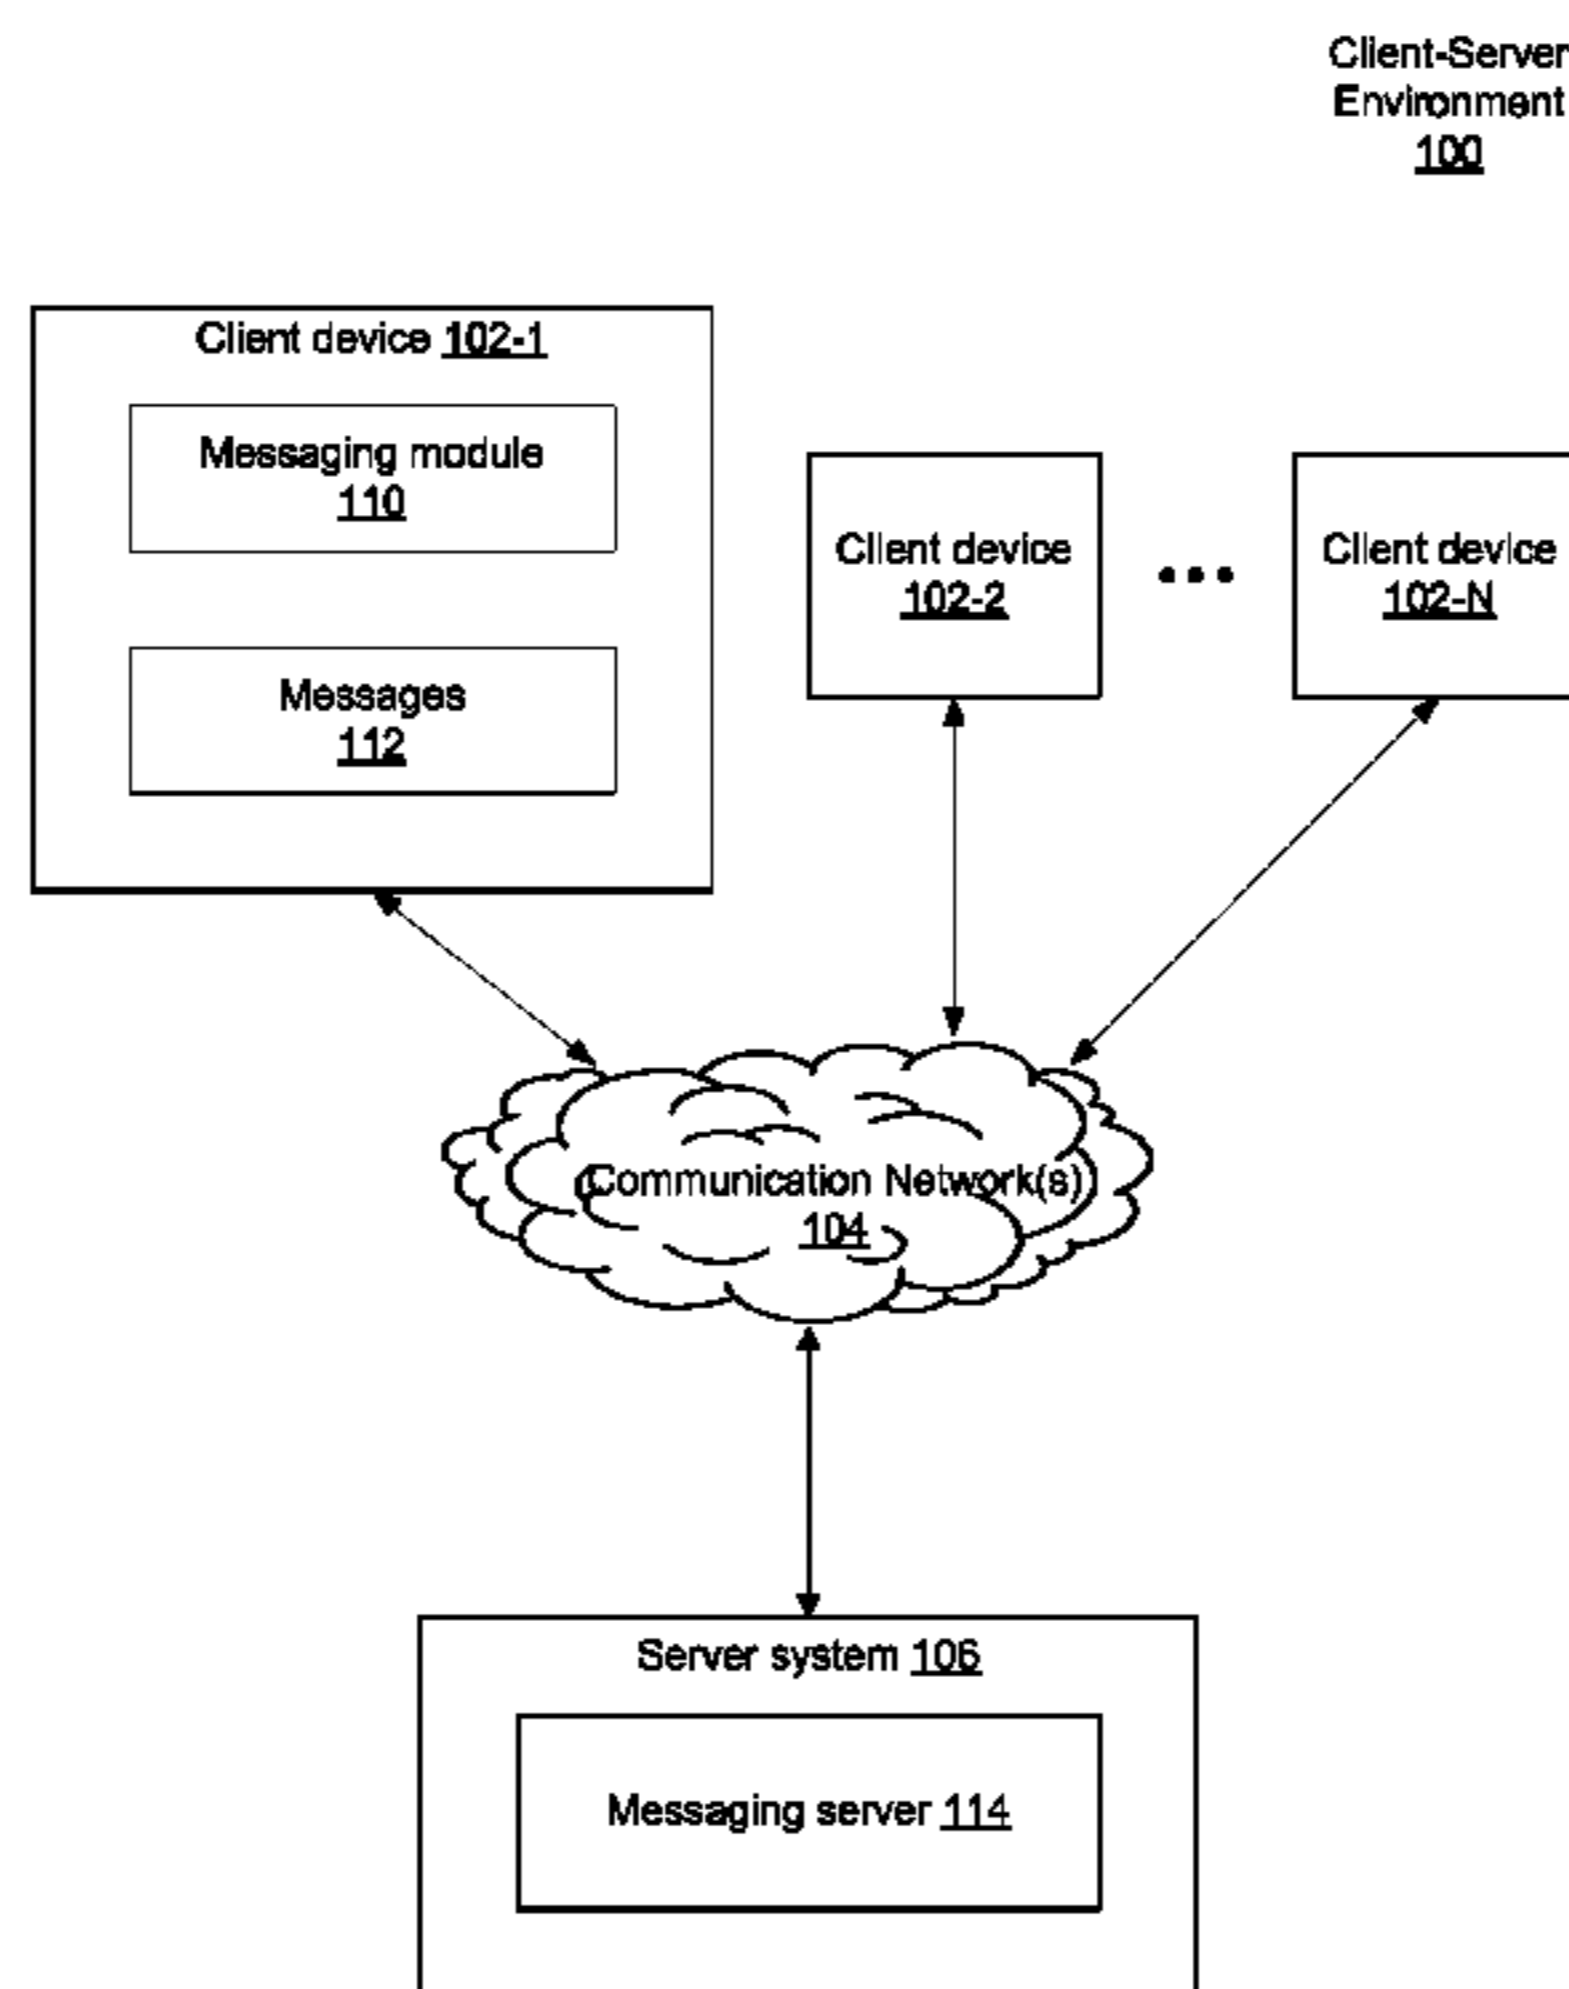 Client-Server
Environment
100
Client device 102-1
Messaging module
110
Messages
112
Client device
102-2
Client device
102-N
Communication Network(s)
104
Server system 106
Messaging server 114